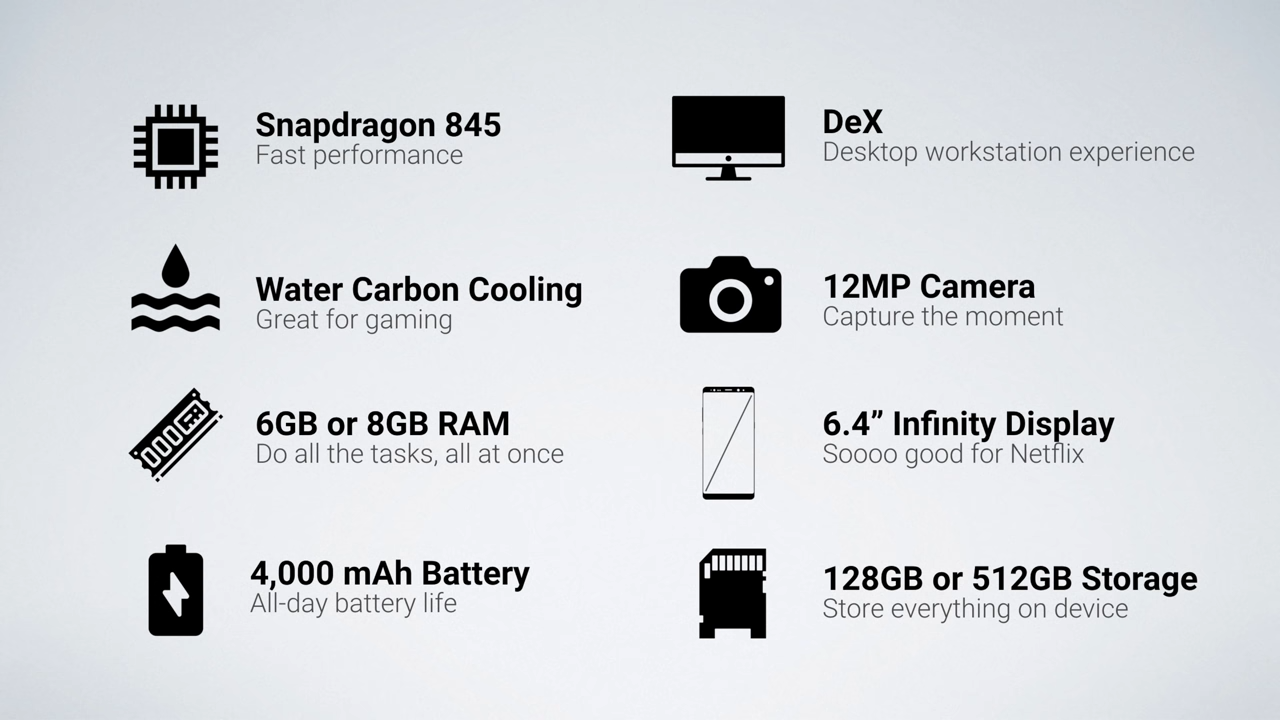 Snapdragon 845
Fast performance
Water Carbon Cooling
Great for gaming
6GB or 8GB RAM
Do all the tasks, all at once
4,000 mAh Battery
All-day battery life
DeX
Desktop workstation experience
12MP Camera
Capture the moment
6.4” Infinity Display
Soooo good for Netflix
128GB or 512GB Storage
Store everything on device